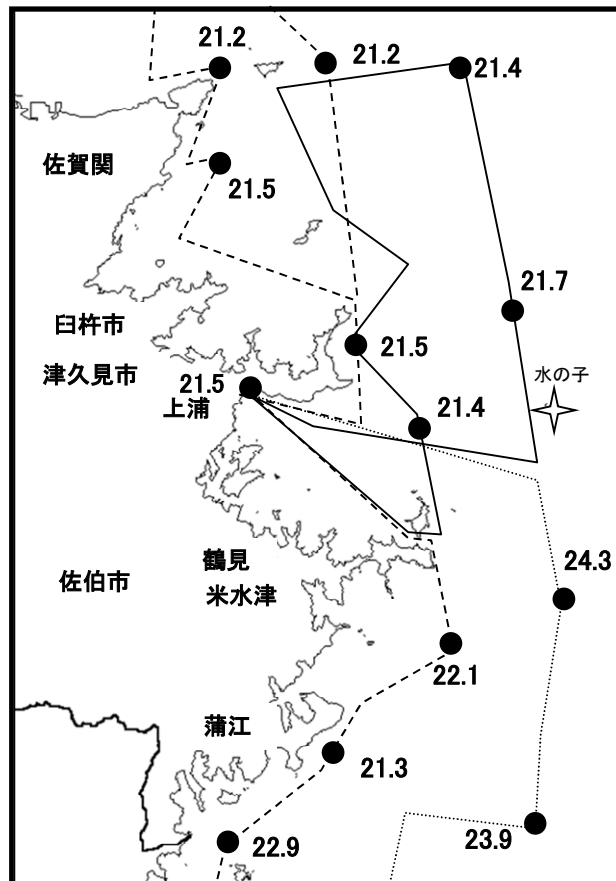 21.2
21.2
21.4
佐賀関
21.5
21.7
臼杵市
21.5
津久見市
水の子
21.5
上浦
21.4
鶴見
24.3
佐伯市
米水津
22.1
蒲江
21.3
23.9
22.9